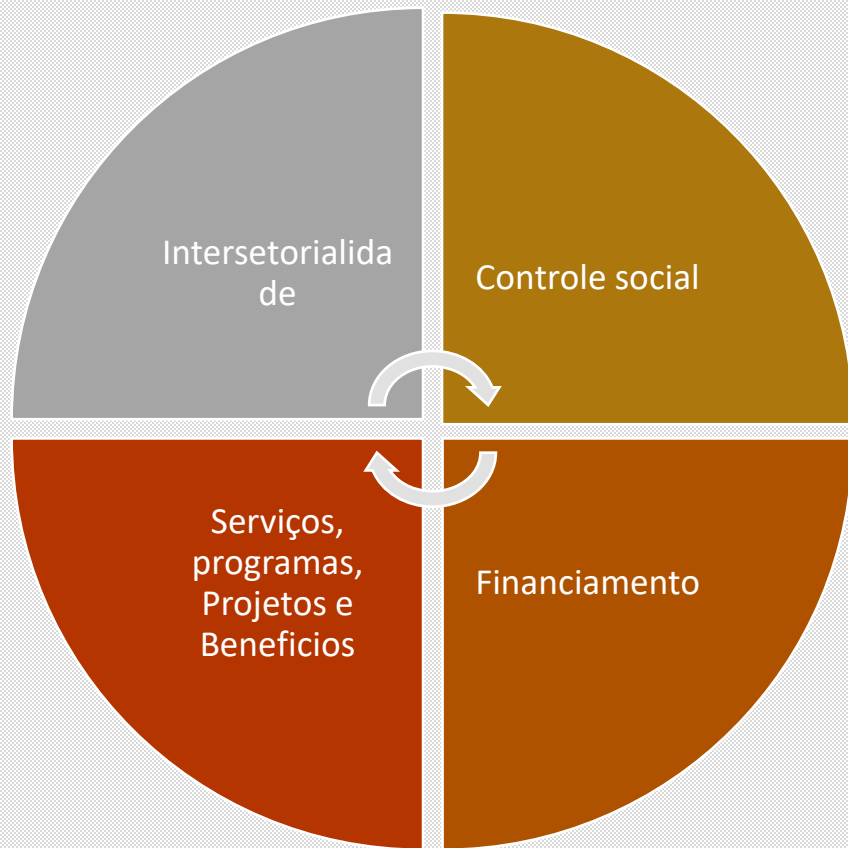 Intersetorialida
de
Controle social
Serviços,
programas,
Projetos e
Beneficios
Financiamento